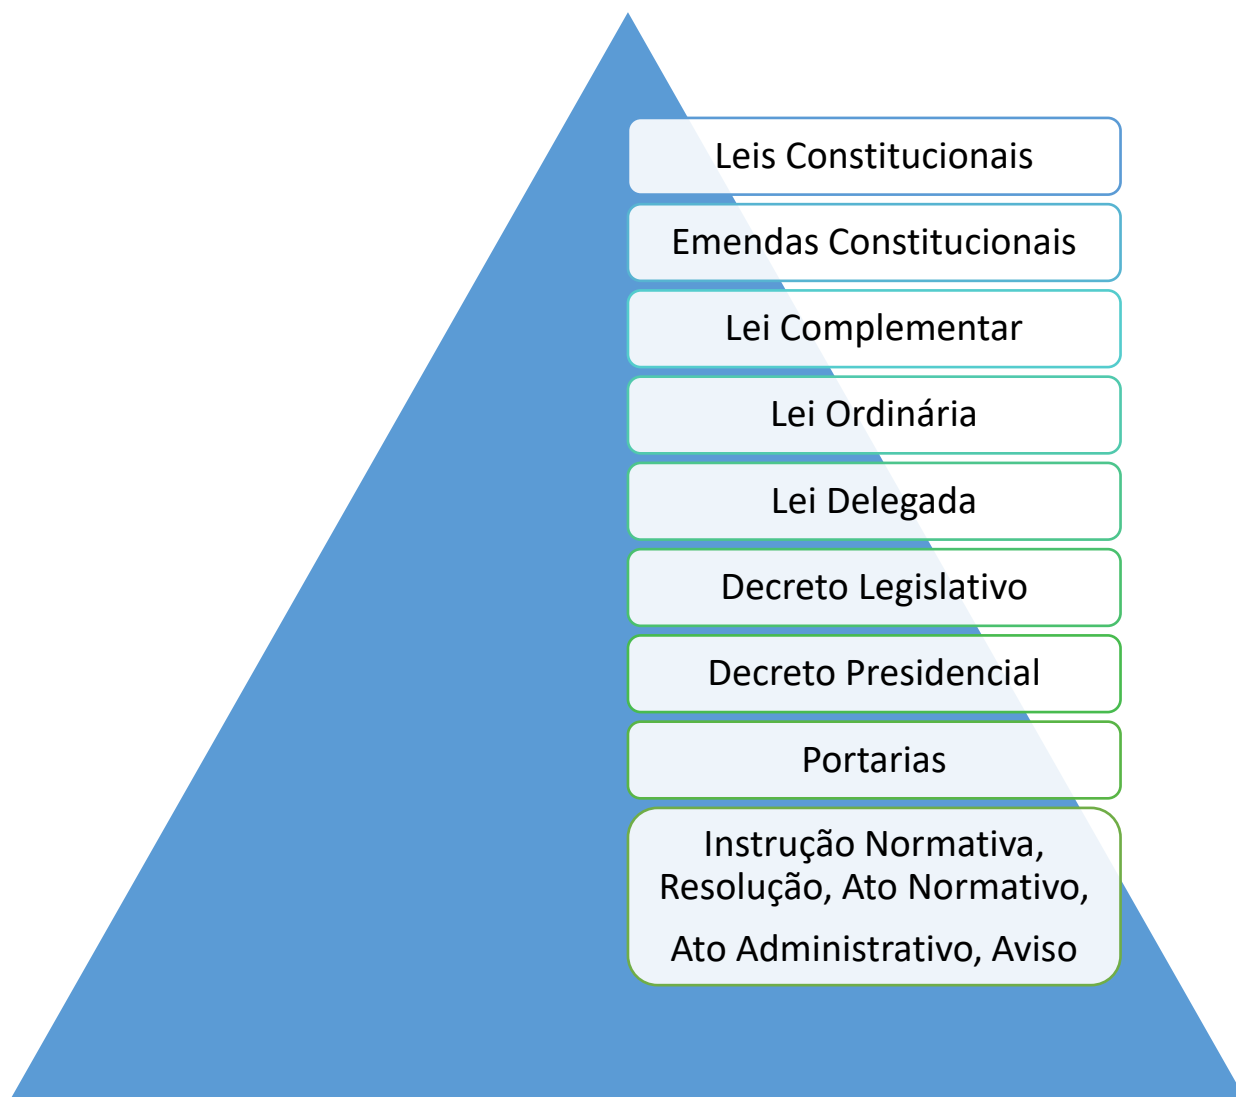 Leis Constitucionais
Emendas Constitucionais
Lei Complementar
Lei Ordinária
Lei Delegada
Decreto Legislativo
Decreto Presidencial
Portarias
Instrução Normativa,
Resolução, Ato Normativo,
Ato Administrativo, Aviso